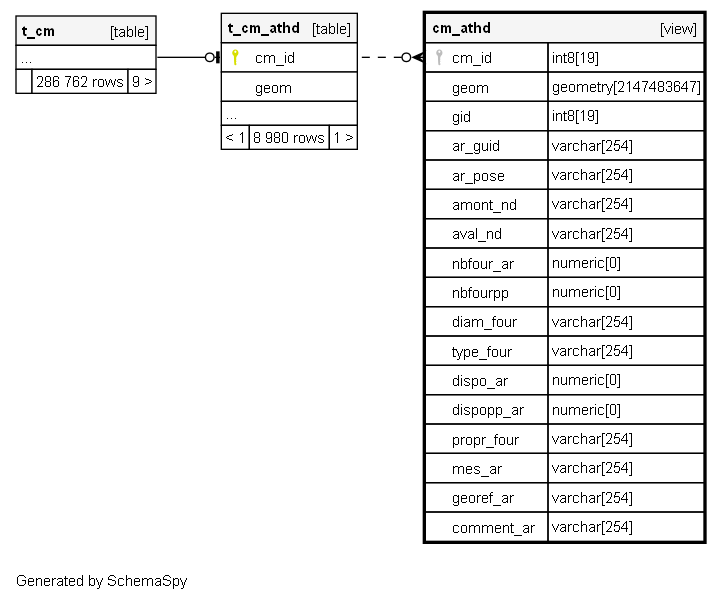 t_cm [table]
...
286 762 rows 9 >
t_cm_athd [table]
cm_id
geom
...
< 1 8 980 rows 1 >
cm_athd [view]
cm_id int8[19]
geom geometry[2147483647]
gid int8[19]
ar_guid varchar[254]
ar_pose varchar[254]
amont_nd varchar[254]
aval_nd varchar[254]
nbfour_ar numeric[0]
nbfourpp numeric[0]
diam_four varchar[254]
type_four varchar[254]
dispo_ar numeric[0]
dispopp_ar numeric[0]
propr_four varchar[254]
mes_ar varchar[254]
georef_ar varchar[254]
comment_ar varchar[254]
Generated by SchemaSpy